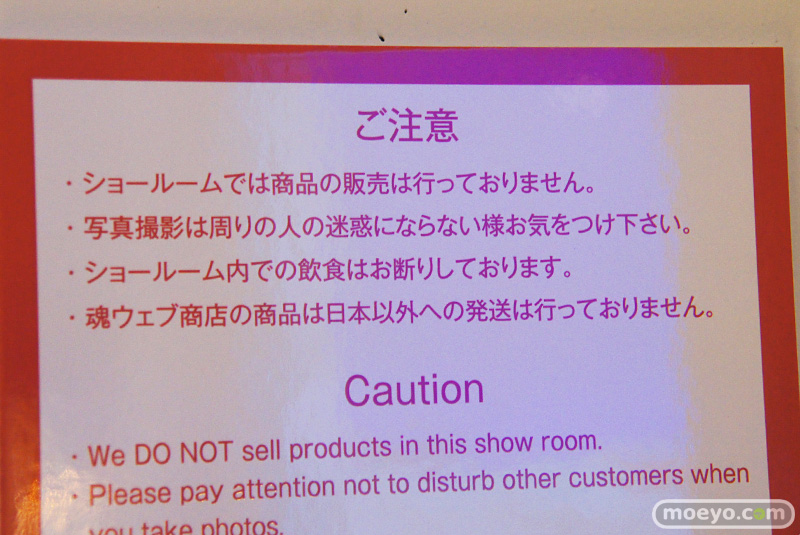 ご注意
・ショールームでは商品の販売は行っておりません。
・写真撮影は周りの人の迷惑にならない様お気をつけ下さい。
・ショールーム内での飲食はお断りしております。
・魂ウェブ商店の商品は日本以外への発送は行っておりません。
Caution
・We DO NOT sell products in this show room.
・Please pay attention not to disturb other customers when
you take photos.
moeyo.com